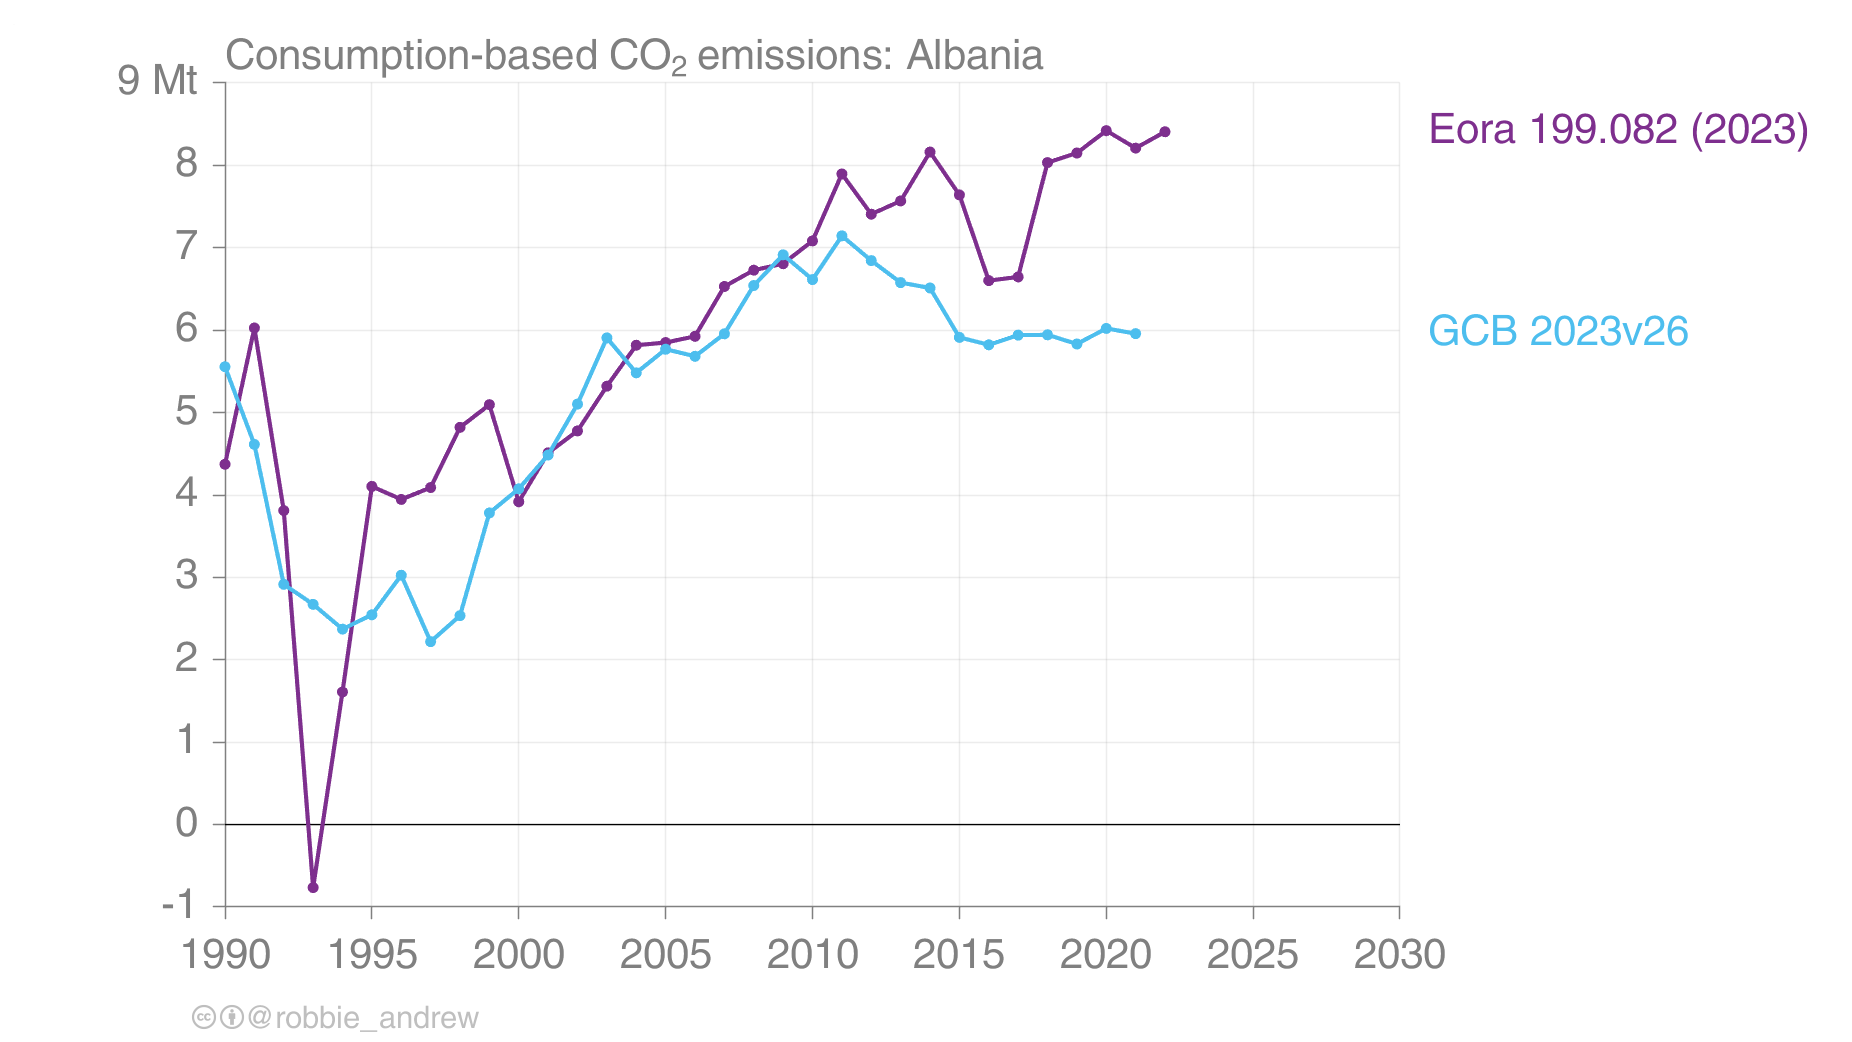 Consumption-based CO₂ emissions: Albania
9 Mt
8
7
6
5
4
3
2
1
0
-1
1990 1995 2000 2005 2010 2015 2020 2025 2030
Eora 199.082 (2023)
GCB 2023v26
@robbie_andrew